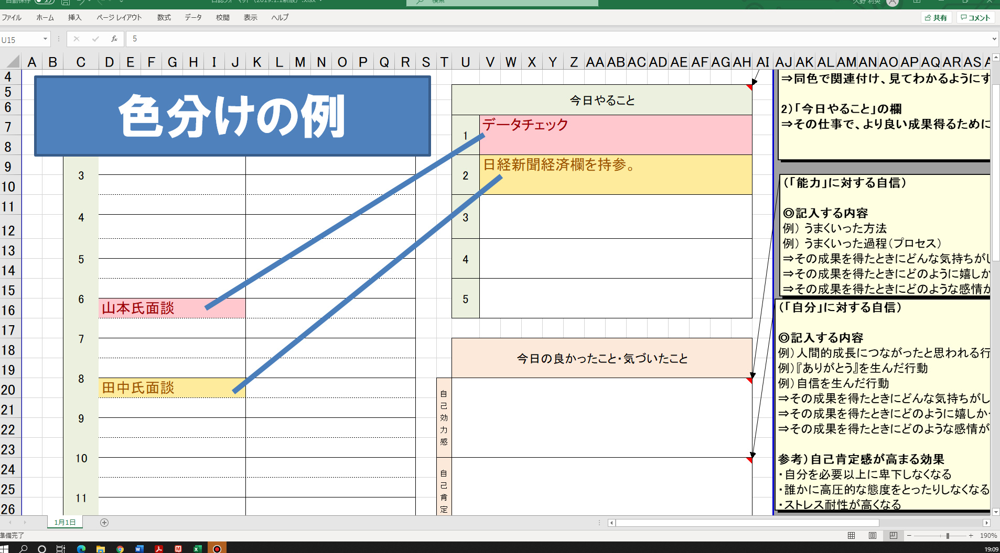 日誌フォーマット（2019.1.1新版）.xlsx
検索
久野 利英
ファイル ホーム 挿入 ページ レイアウト 数式 データ 校閲 表示 ヘルプ
共有 コメント
U15 fx 5
A B C D E F G H I J K L M N O P Q R S T U V W X Y Z AA AB AC AD AE AF AG AH AI AJ AK AL AM AN AO AP AQ AR AS
4
5
6
7
8
9
10
11
12
13
14
15
16
17
18
19
20
21
22
23
24
25
26
色分けの例
3
4
5
6
山本氏面談
7
8
田中氏面談
9
10
11
今日やること
1 データチェック
2 日経新聞経済欄を持参。
3
4
5
今日の良かったこと・気づいたこと
自己効力感
自己肯定
⇒同色で関連付け、見てわかるようにす
2）「今日やること」の欄
⇒その仕事で、より良い成果得るために
（「能力」に対する自信）
◎記入する内容
例） うまくいった方法
例） うまくいった過程（プロセス）
⇒その成果を得たときにどんな気持ちがし
⇒その成果を得たときにどのように嬉しか
⇒その成果を得たときにどのような感情が
（「自分」に対する自信）
◎記入する内容
例）人間的成長につながったと思われる行
例）『ありがとう』を生んだ行動
例）自信を生んだ行動
⇒その成果を得たときにどんな気持ちがし
⇒その成果を得たときにどのように嬉しか
⇒その成果を得たときにどのような感情が
参考）自己肯定感が高まる効果
・自分を必要以上に卑下しなくなる
・誰かに高圧的な態度をとったりしなくなる
・ストレス耐性が高くなる
1月1日
準備完了
190%
19:09